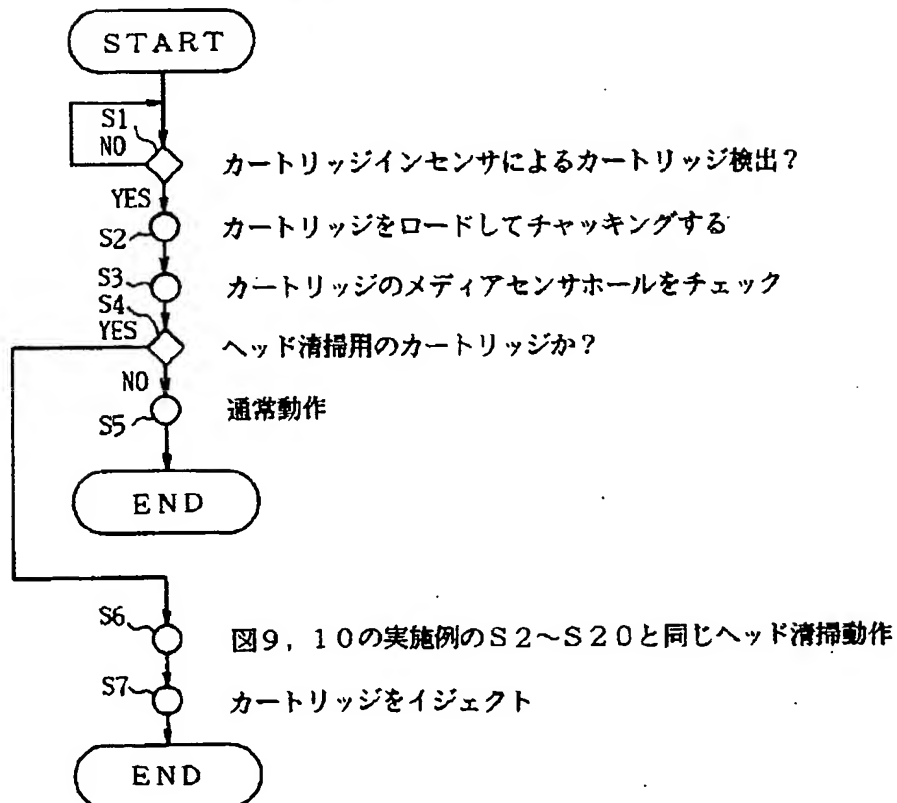 START
S1
NO
カートリッジインセンサによるカートリッジ検出?
YES
S2
カートリッジをロードしてチャッキングする
S3
カートリッジのメディアセンサホールをチェック
S4
YES
ヘッド清掃用のカートリッジか?
NO
S5
通常動作
END
S6
図9,10の実施例のS2〜S20と同じヘッド清掃動作
S7
カートリッジをイジェクト
END